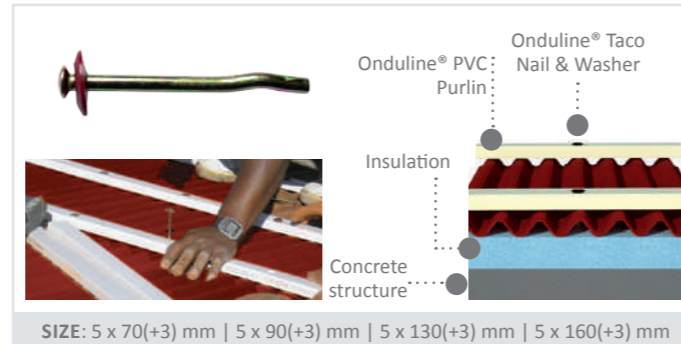 Onduline® Taco
Nail & Washer
Onduline® PVC
Purlin
Insulation
Concrete
structure
SIZE: 5 x 70(+3) mm | 5 x 90(+3) mm | 5 x 130(+3) mm | 5 x 160(+3) mm